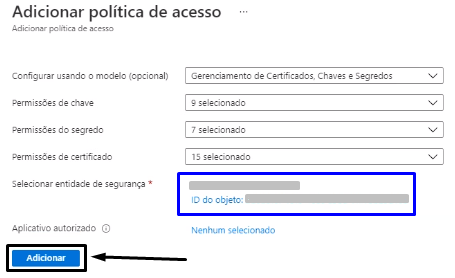 Adicionar política de acesso ...
Adicionar política de acesso
Configurar usando o modelo (opcional) Gerenciamento de Certificados, Chaves e Segredos
Permissões de chave 9 selecionado
Permissões do segredo 7 selecionado
Permissões de certificado 15 selecionado
Selecionar entidade de segurança *
ID do objeto:
Aplicativo autorizado Nenhum selecionado
Adicionar